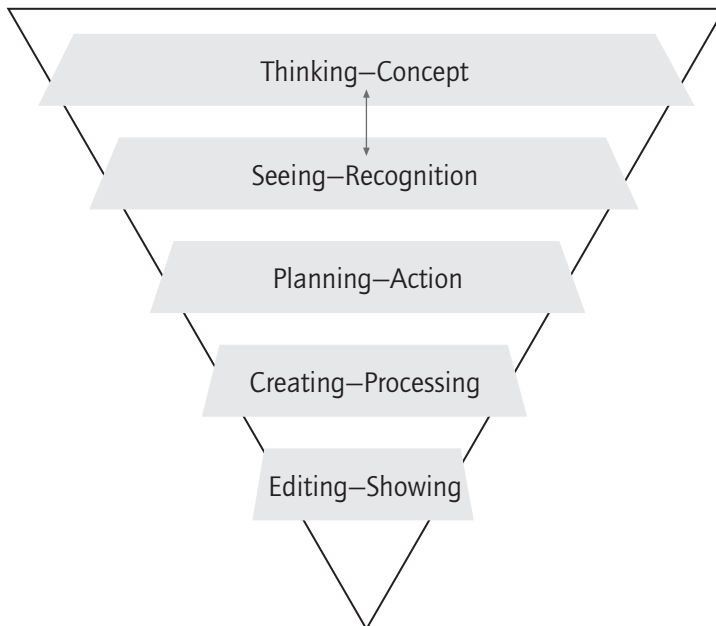 Thinking—Concept
Seeing—Recognition
Planning—Action
Creating—Processing
Editing—Showing